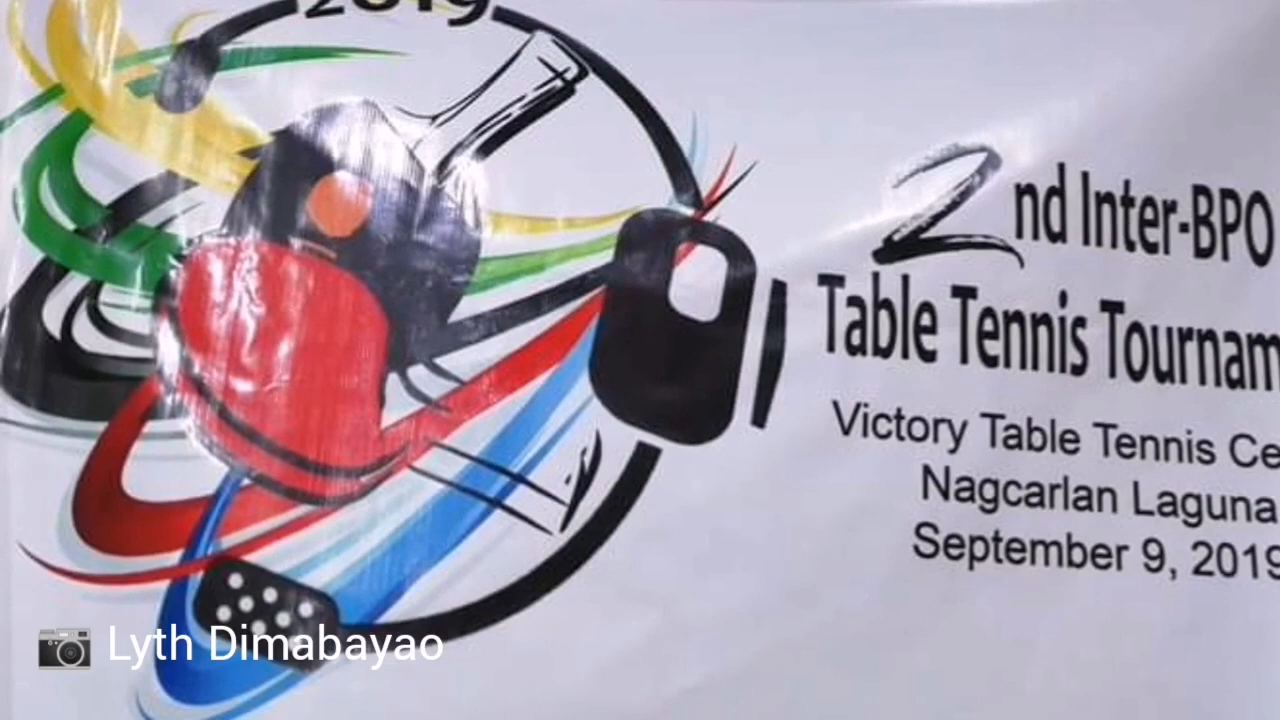 2019
2nd Inter-BPO
Table Tennis Tournam
Victory Table Tennis Ce
Nagcarlan Laguna
September 9, 2019
Lyth Dimabayao